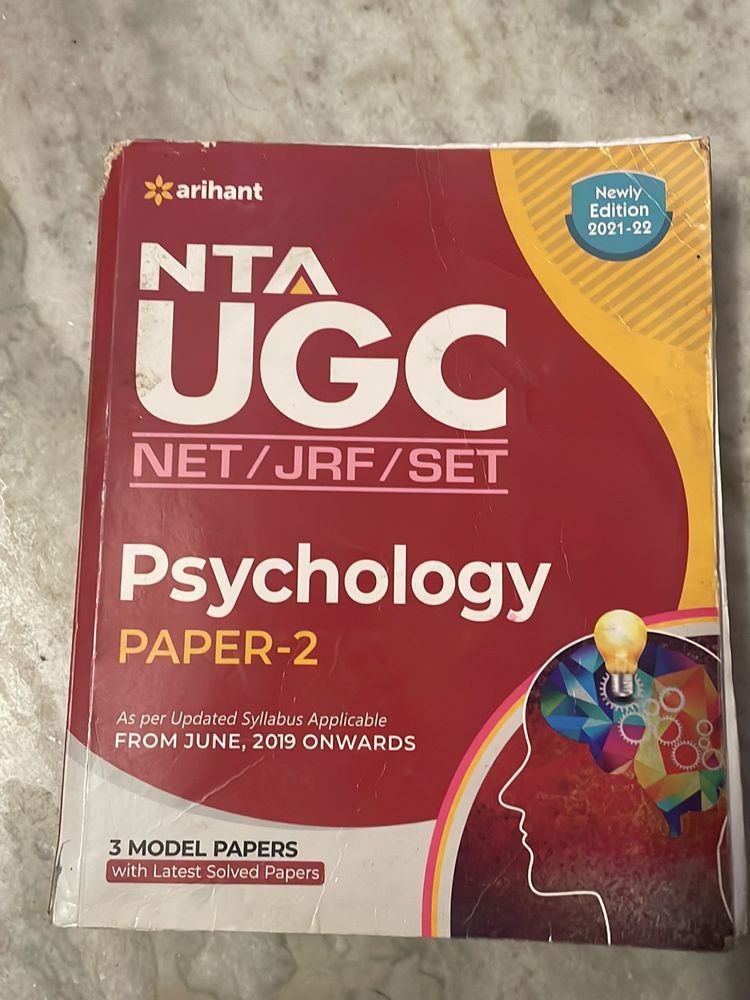 arihant
Newly
Edition
2021-22
NTA
UGC
NET/JRF/SET
Psychology
PAPER-2
As per Updated Syllabus Applicable
FROM JUNE, 2019 ONWARDS
3 MODEL PAPERS
with Latest Solved Papers